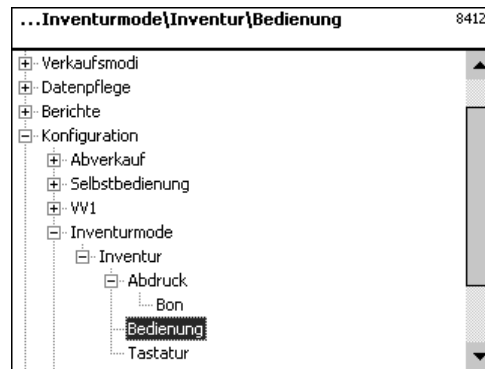 ...Inventurmode\Inventur\Bedienung 8412
Verkaufsmodi
Datenpflege
Berichte
Konfiguration
Abverkauf
Selbstbedienung
VV1
Inventurmode
Inventur
Abdruck
Bon
Bedienung
Tastatur